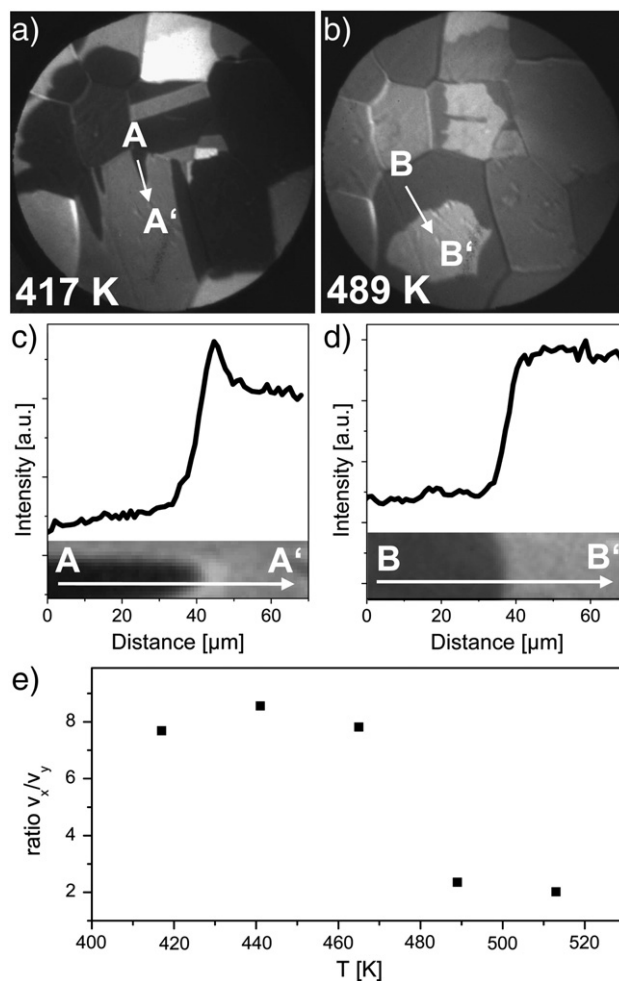 a)
A
A'
417 K
b)
B
B'
489 K
c)
Intensity [a.u.]
A A'
0 20 40 60
Distance [µm]
d)
Intensity [a.u.]
B B'
0 20 40 60
Distance [µm]
e)
ratio vx/vy
8
6
4
2
400 420 440 460 480 500 520
T [K]